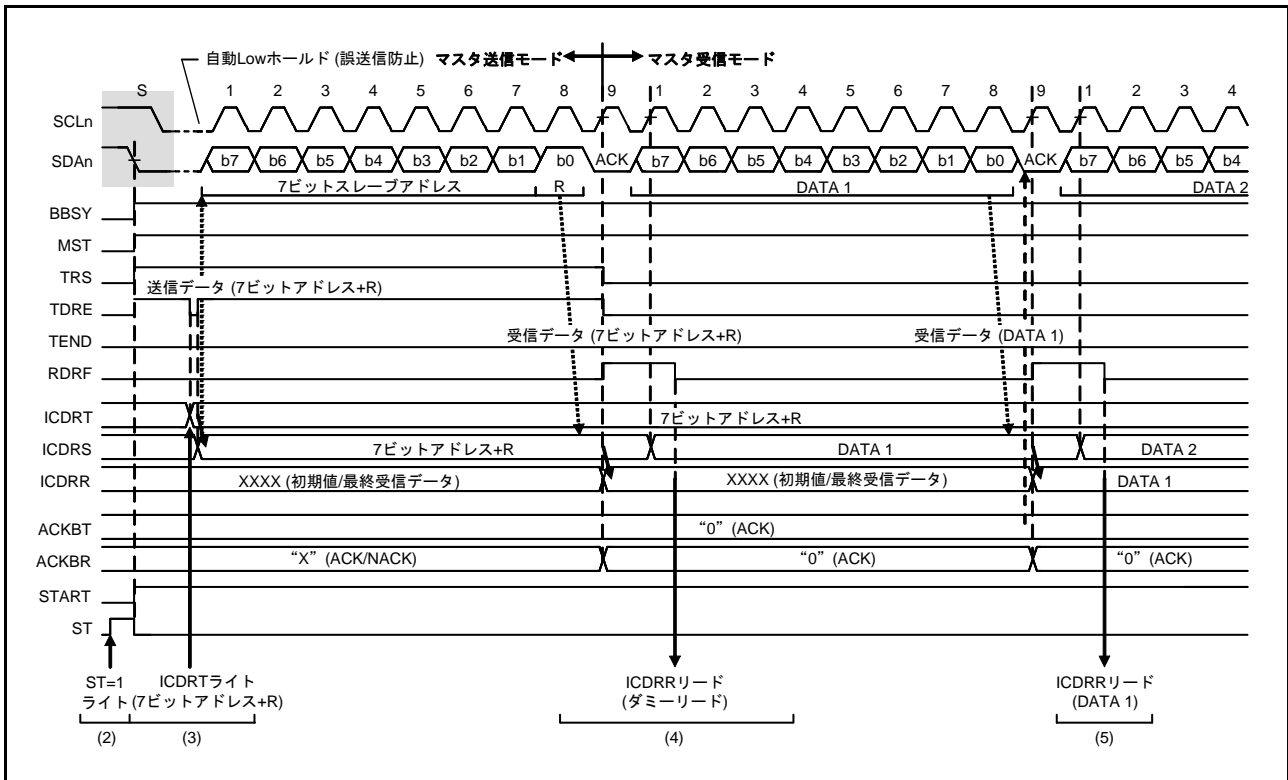 自動Lowホールド (誤送信防止) マスタ送信モード マスタ受信モード
S 1 2 3 4 5 6 7 8 9 1 2 3 4 5 6 7 8 9 1 2 3 4
SCLn
SDAn b7 b6 b5 b4 b3 b2 b1 b0 ACK b7 b6 b5 b4 b3 b2 b1 b0 ACK b7 b6 b5 b4
7ビットスレーブアドレス R DATA 1 DATA 2
BBSY
MST
TRS
送信データ (7ビットアドレス+R)
TDRE
受信データ (7ビットアドレス+R) 受信データ (DATA 1)
TEND
RDRF
ICDRT 7ビットアドレス+R
ICDRS 7ビットアドレス+R DATA 1 DATA 2
ICDRR XXXX (初期値/最終受信データ) XXXX (初期値/最終受信データ) DATA 1
ACKBT “0” (ACK)
ACKBR “X” (ACK/NACK) “0” (ACK) “0” (ACK)
START
ST
ST=1 ICDRTライト ICDRRリード ICDRRリード
ライト (7ビットアドレス+R) (ダミーリード) (DATA 1)
(2) (3) (4) (5)